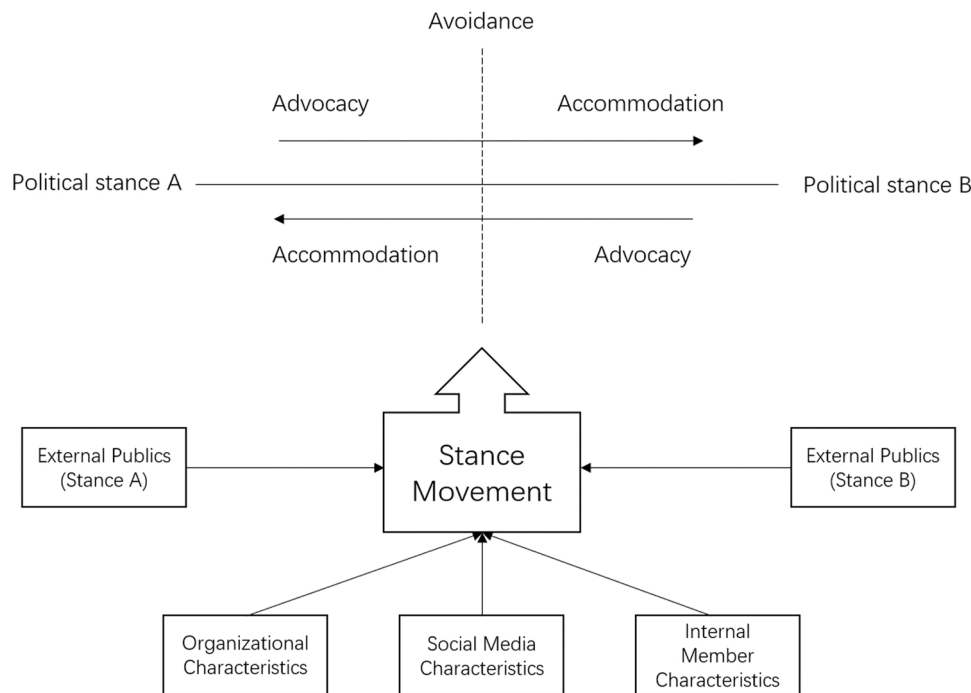 Avoidance
Advocacy
Accommodation
Political stance A
Political stance B
Accommodation
Advocacy
Stance
Movement
External Publics
(Stance A)
External Publics
(Stance B)
Organizational
Characteristics
Social Media
Characteristics
Internal
Member
Characteristics